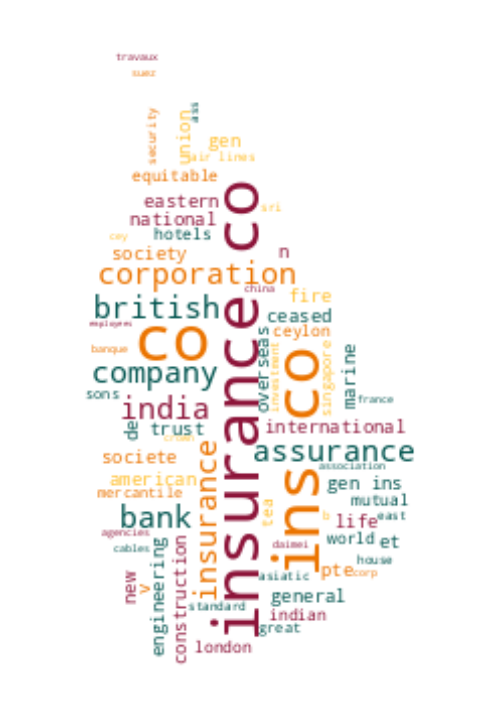 travaux
suez
security
union
ass
gen
air lines
equitable
eastern
sri
national
hotels
cey
society
n
corporation
china
british
fire
employees
ceased
co
ceylon
banque
insurance co
overseas
investment
singapore
marine
company
sons
france
india
de
trust
international
crown
assurance
societe
association
american
insurance
ins co
gen ins
mercantile
mutual
bank
tea
b
life
east
agencies
world
et
cables
daimei
house
new
v
engineering
construction
asiatic
pte
corp
standard
general
indian
great
london